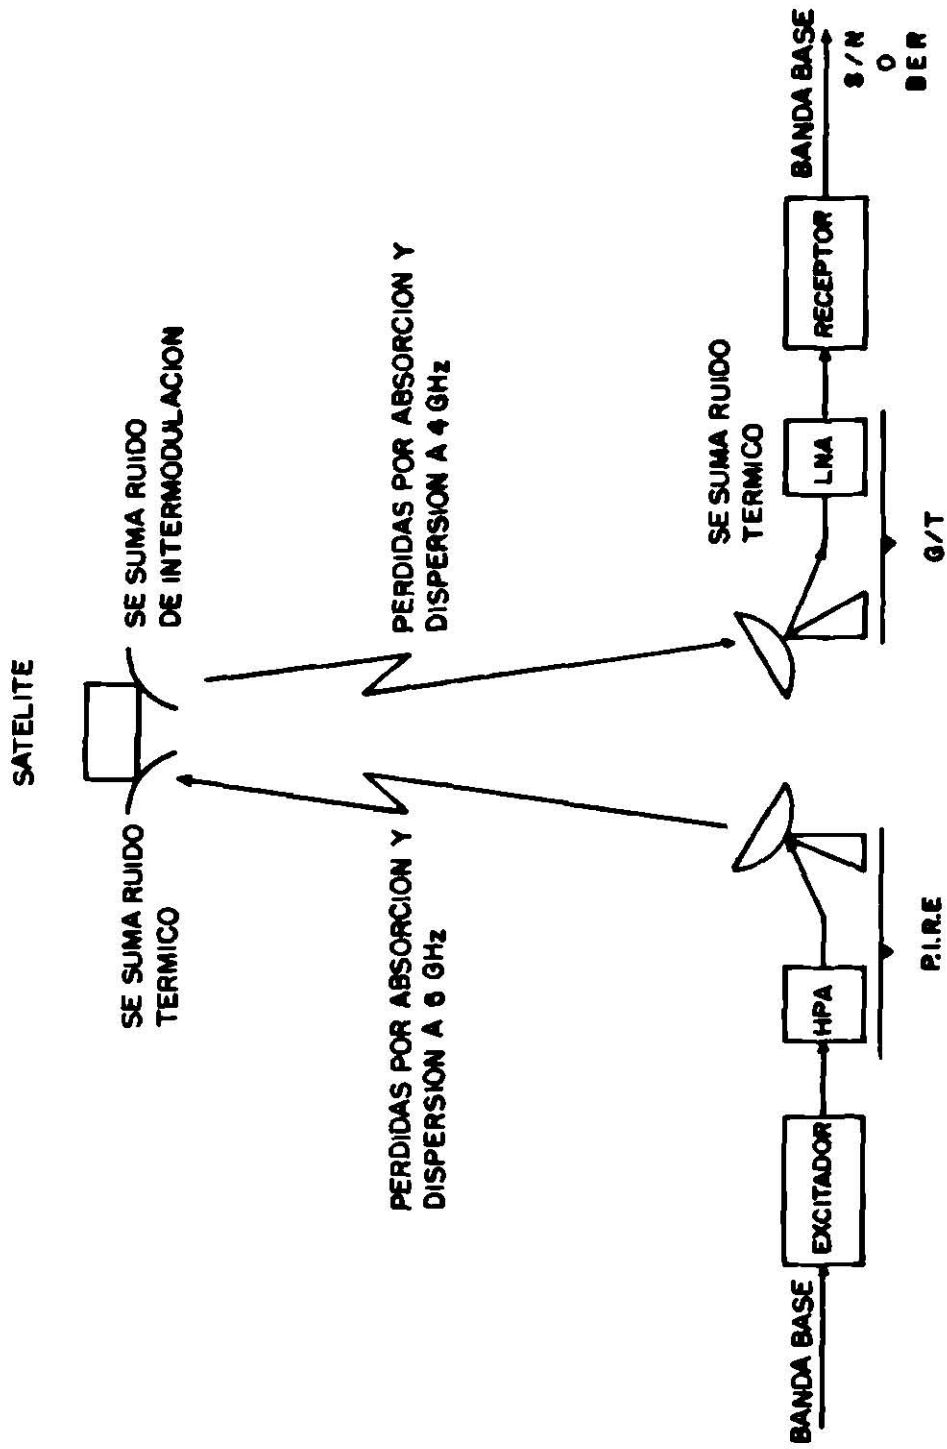 SATELITE
SE SUMA RUIDO
TERMICO
SE SUMA RUIDO
DE INTERMODULACION
PERDIDAS POR ABSORCION Y
DISPERSION A 6 GHz
PERDIDAS POR ABSORCION Y
DISPERSION A 4 GHz
SE SUMA RUIDO
TERMICO
BANDA BASE
EXCITADOR
HPA
LNA
RECEPTOR
BANDA BASE
S/N
O
BER
P.I.R.E
G/T